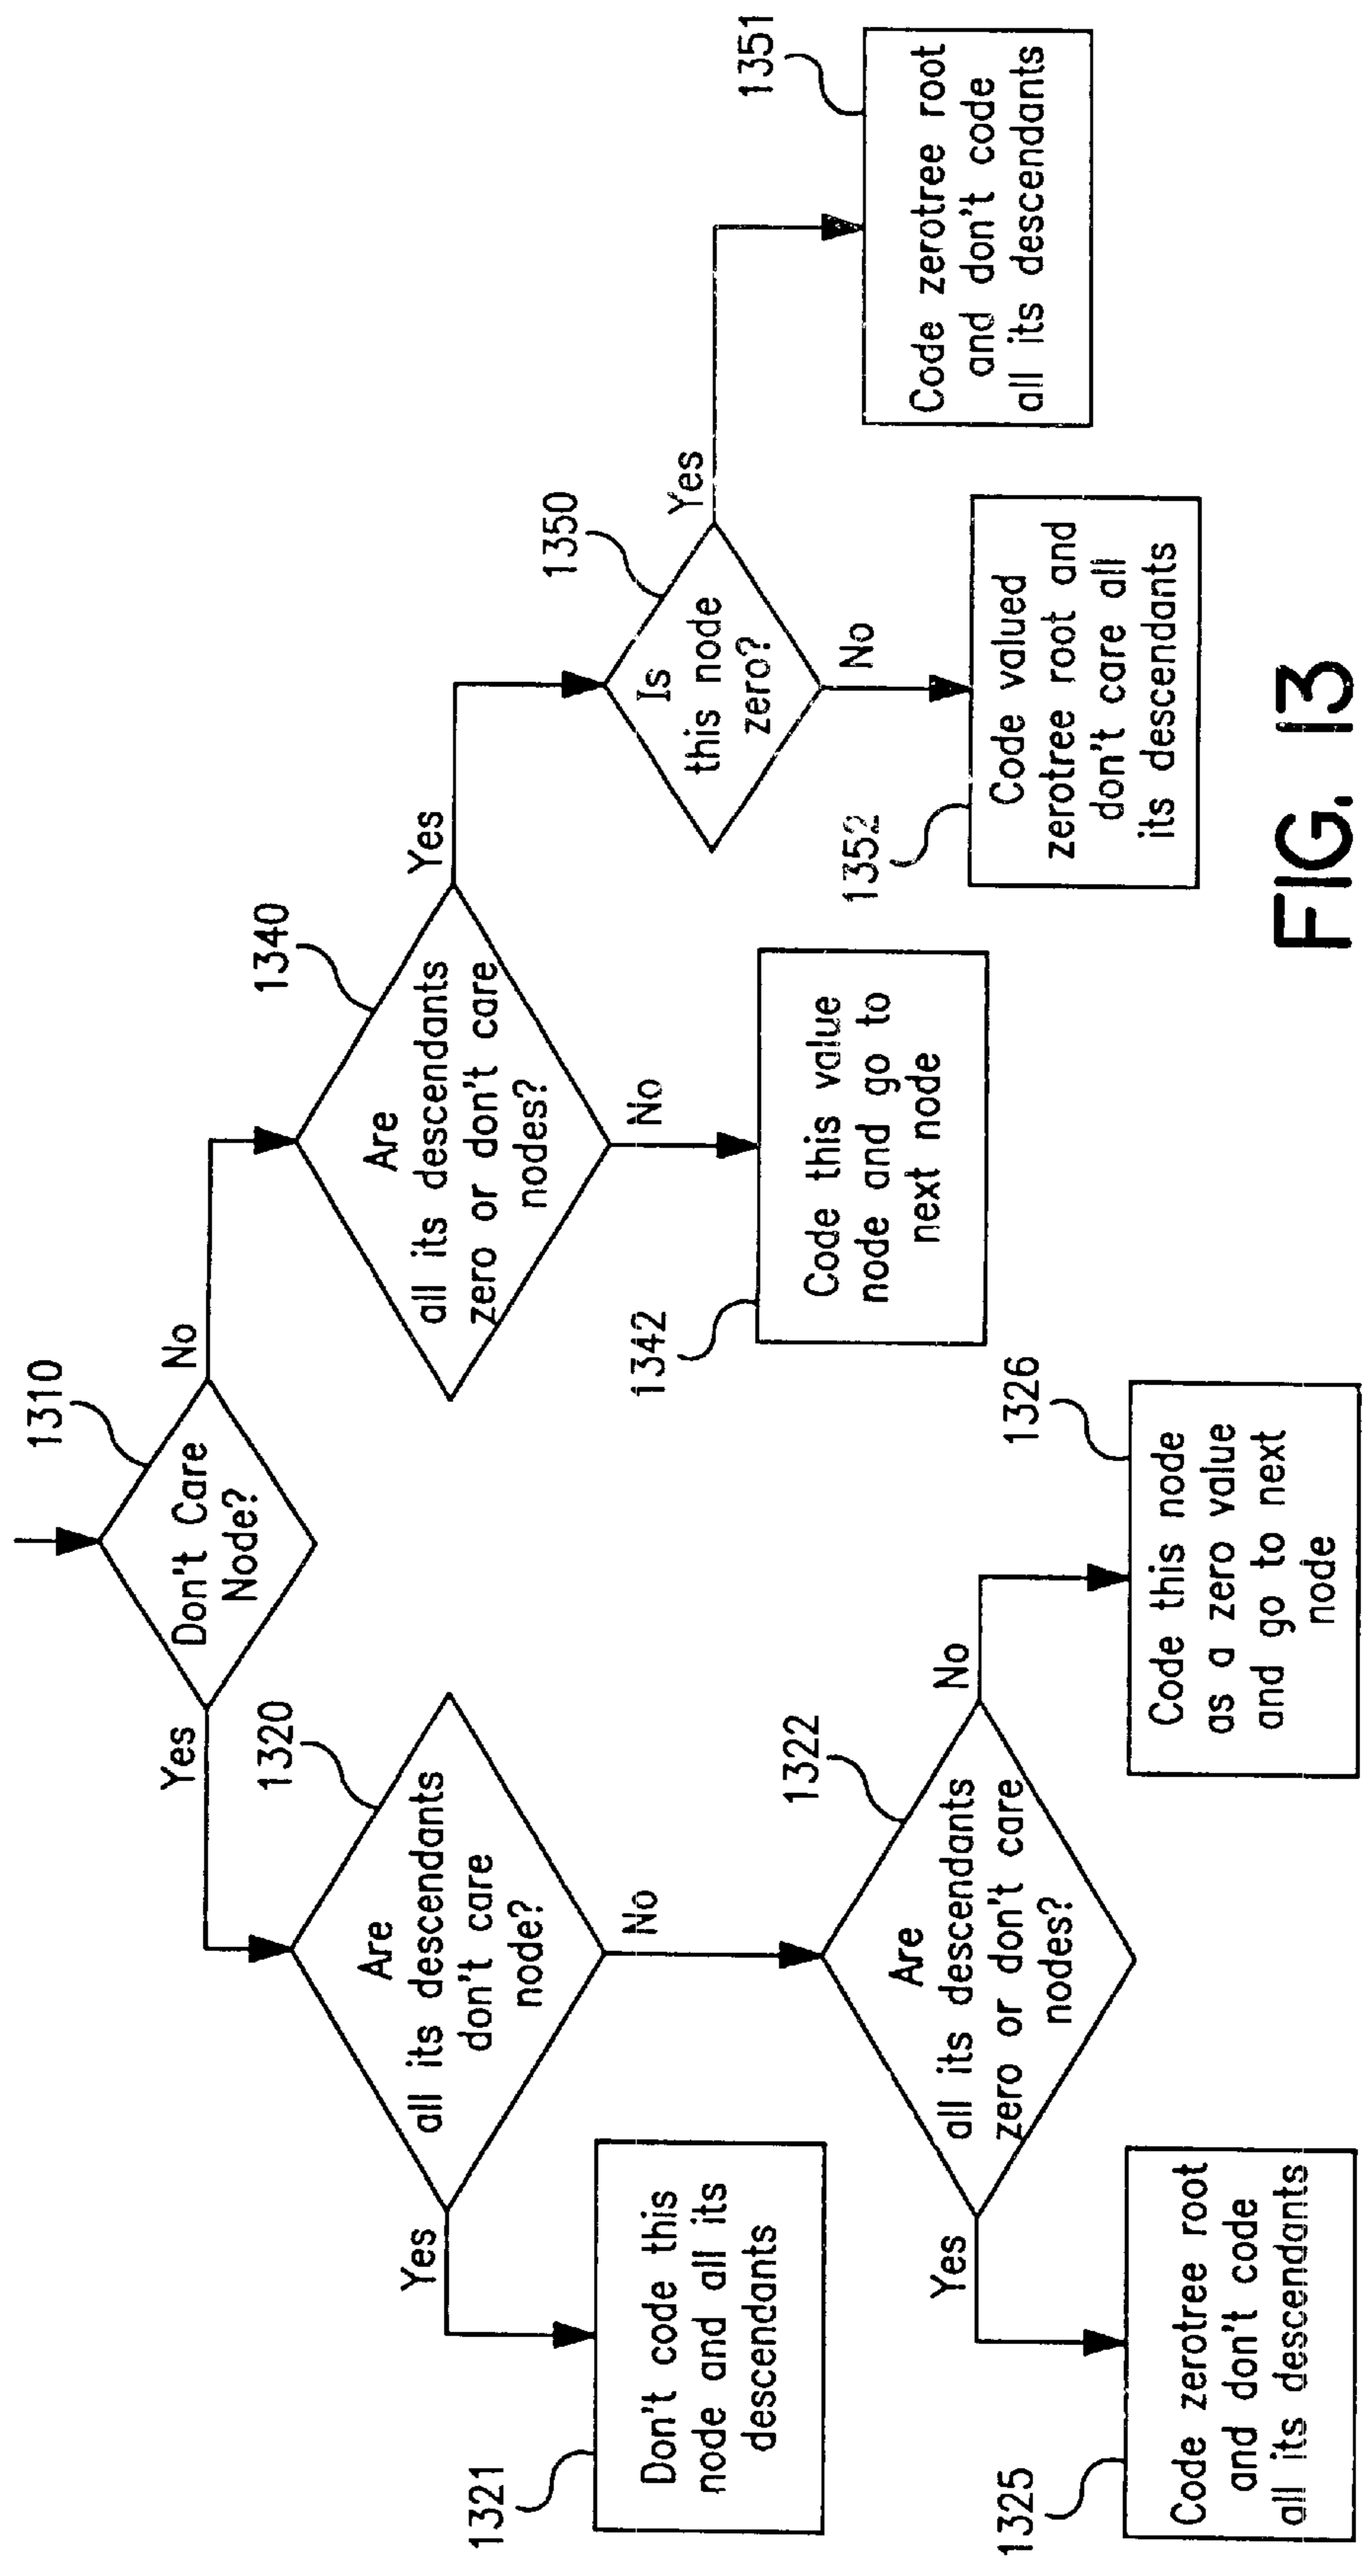 1310
Don't Care
Node?
Yes
No
1320
Are
all its descendants
don't care
node?
Yes
No
1321
Don't code this
node and all its
descendants
1322
Are
all its descendants
zero or don't care
nodes?
Yes
No
1325
Code zerotree root
and don't code
all its descendants
1326
Code this node
as a zero value
and go to next
node
1340
Are
all its descendants
zero or don't care
nodes?
Yes
No
1342
Code this value
node and go to
next node
1350
Is
this node
zero?
Yes
No
1352
Code valued
zerotree root and
don't care all
its descendants
1351
Code zerotree root
and don't code
all its descendants
FIG. 13